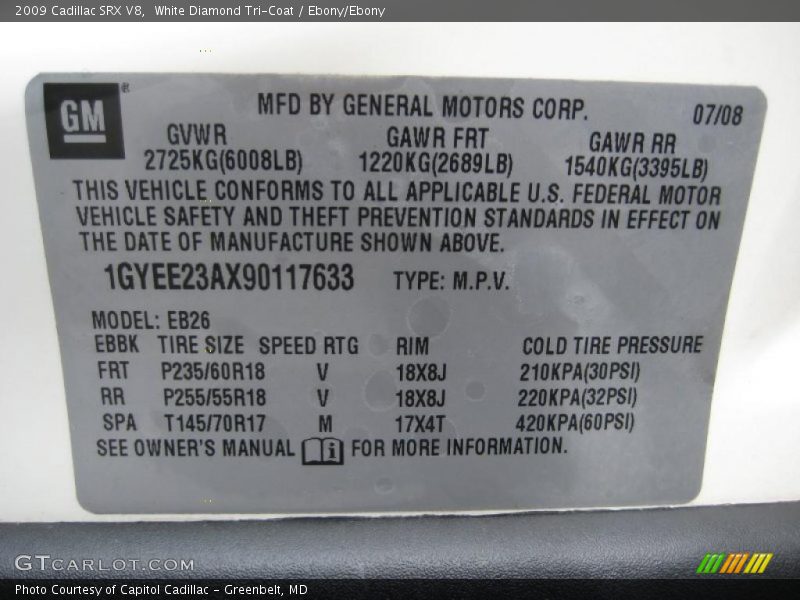 2009 Cadillac SRX V8, White Diamond Tri-Coat / Ebony/Ebony
GM ®
MFD BY GENERAL MOTORS CORP. 07/08
GVWR GAWR FRT GAWR RR
2725KG(6008LB) 1220KG(2689LB) 1540KG(3395LB)
THIS VEHICLE CONFORMS TO ALL APPLICABLE U.S. FEDERAL MOTOR
VEHICLE SAFETY AND THEFT PREVENTION STANDARDS IN EFFECT ON
THE DATE OF MANUFACTURE SHOWN ABOVE.
1GYEE23AX90117633 TYPE: M.P.V.
MODEL: EB26
EBBK TIRE SIZE SPEED RTG RIM COLD TIRE PRESSURE
FRT P235/60R18 V 18X8J 210KPA(30PSI)
RR P255/55R18 V 18X8J 220KPA(32PSI)
SPA T145/70R17 M 17X4T 420KPA(60PSI)
SEE OWNER'S MANUAL i FOR MORE INFORMATION.
GTCarlot.com
Photo Courtesy of Capitol Cadillac - Greenbelt, MD